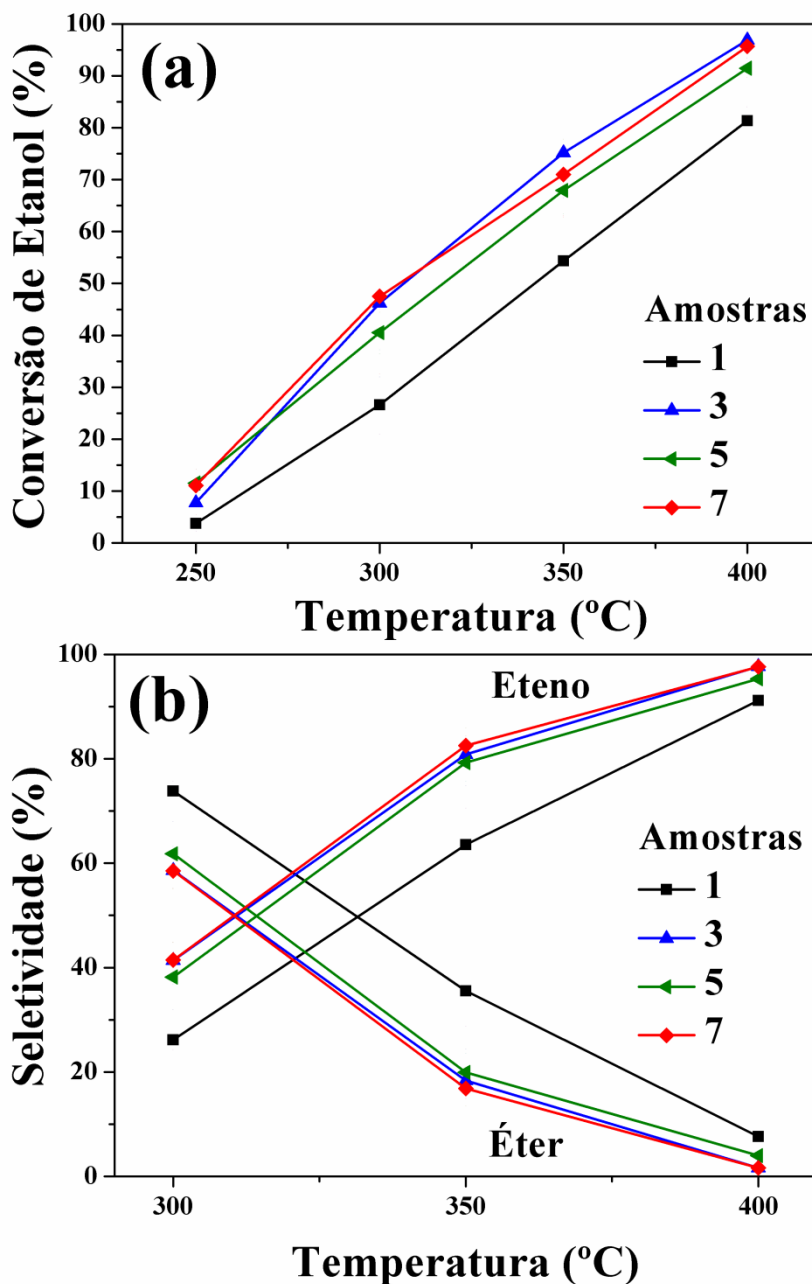 (a)
Conversão de Etanol (%)
100
90
80
70
60
50
40
30
20
10
0
Amostras
1
3
5
7
250 300 350 400
Temperatura (ºC)
(b)
Seletividade (%)
100
80
60
40
20
0
Eteno
Amostras
1
3
5
7
Éter
300 350 400
Temperatura (ºC)